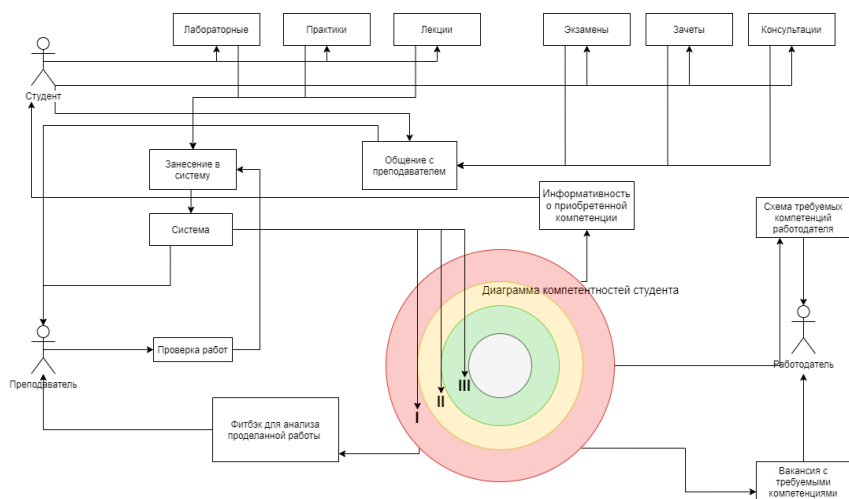 Лабораторные
Практики
Лекции
Экзамены
Зачеты
Консультации
Студент
Занесение в
систему
Общение с
преподавателем
Информативность
о приобретенной
компетенции
Схема требуемых
компетенций
работодателя
Система
Диаграмма компетентностей студента
Проверка работ
Преподаватель
Работодатель
I
II
III
Фитбэк для анализа
проделанной работы
Вакансия с
требуемыми
компетенциями